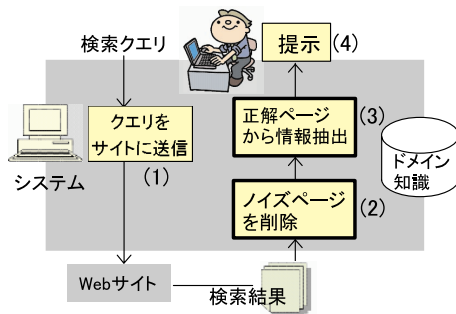 検索クエリ
クエリを
サイトに送信
(1)
システム
Webサイト
検索結果
ノイズページ
を削除
(2)
正解ページ
から情報抽出
(3)
提示
(4)
ドメイン
知識